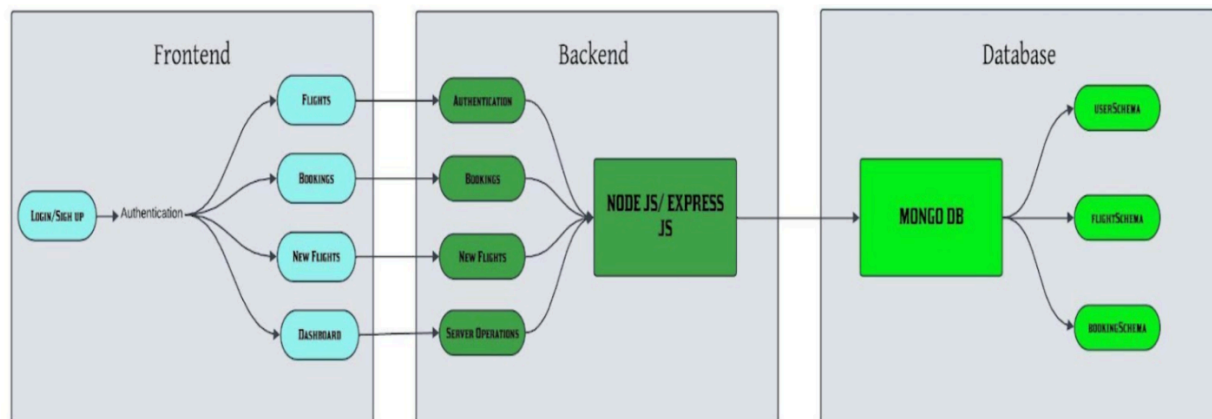 Frontend
Login/Sigh up
Authentication
Flights
Bookings
New Flights
Dashboard
Backend
Authentication
Bookings
New Flights
Server Operations
NODE JS/ EXPRESS
JS
Database
MONGO DB
userSchema
flightSchema
bookingSchema